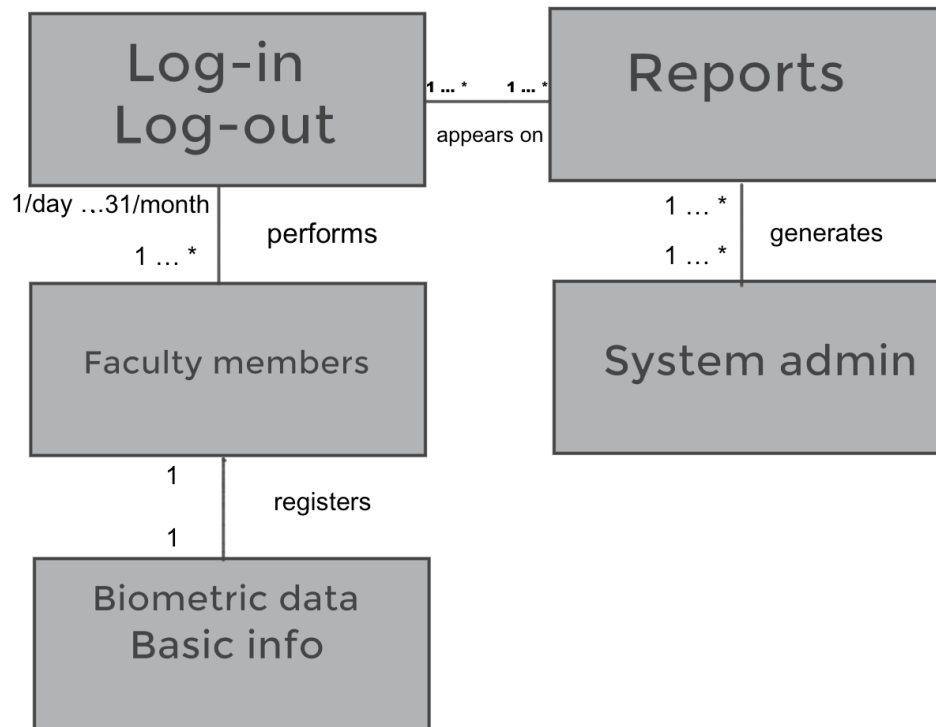 Log-in
Log-out
1 ... *
1 ... *
appears on
Reports
1/day ...31/month
performs
1 ... *
1 ... *
generates
1 ... *
Faculty members
System admin
1
registers
1
Biometric data
Basic info